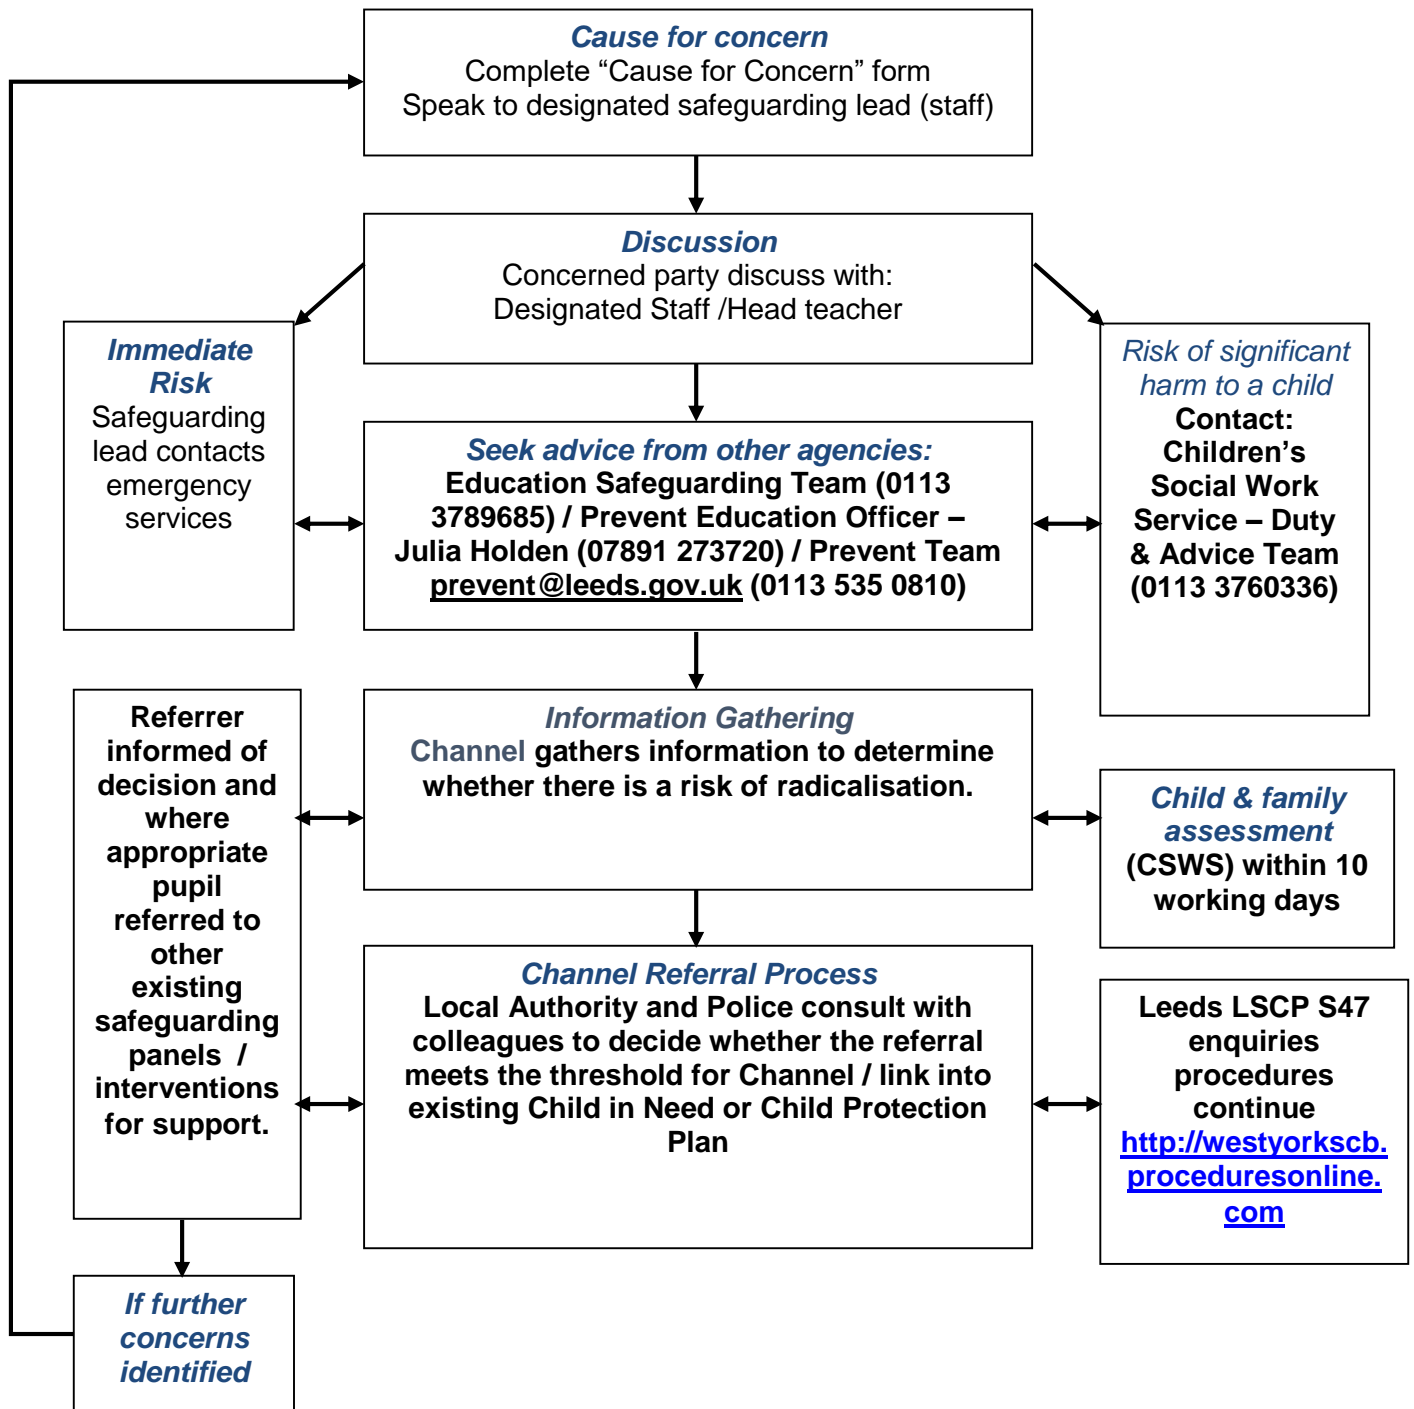 Cause for concern
Complete “Cause for Concern” form
Speak to designated safeguarding lead (staff)
Discussion
Concerned party discuss with:
Designated Staff /Head teacher
Immediate
Risk
Safeguarding
lead contacts
emergency
services
Seek advice from other agencies:
Education Safeguarding Team (0113
3789685) / Prevent Education Officer –
Julia Holden (07891 273720) / Prevent Team
prevent@leeds.gov.uk (0113 535 0810)
Risk of significant
harm to a child
Contact:
Children’s
Social Work
Service – Duty
& Advice Team
(0113 3760336)
Referrer
informed of
decision and
where
appropriate
pupil
referred to
other
existing
safeguarding
panels /
interventions
for support.
Information Gathering
Channel gathers information to determine
whether there is a risk of radicalisation.
Child & family
assessment
(CSWS) within 10
working days
Channel Referral Process
Local Authority and Police consult with
colleagues to decide whether the referral
meets the threshold for Channel / link into
existing Child in Need or Child Protection
Plan
Leeds LSCP S47
enquiries
procedures
continue
http://westyorkscb.
proceduresonline.
com
If further
concerns
identified